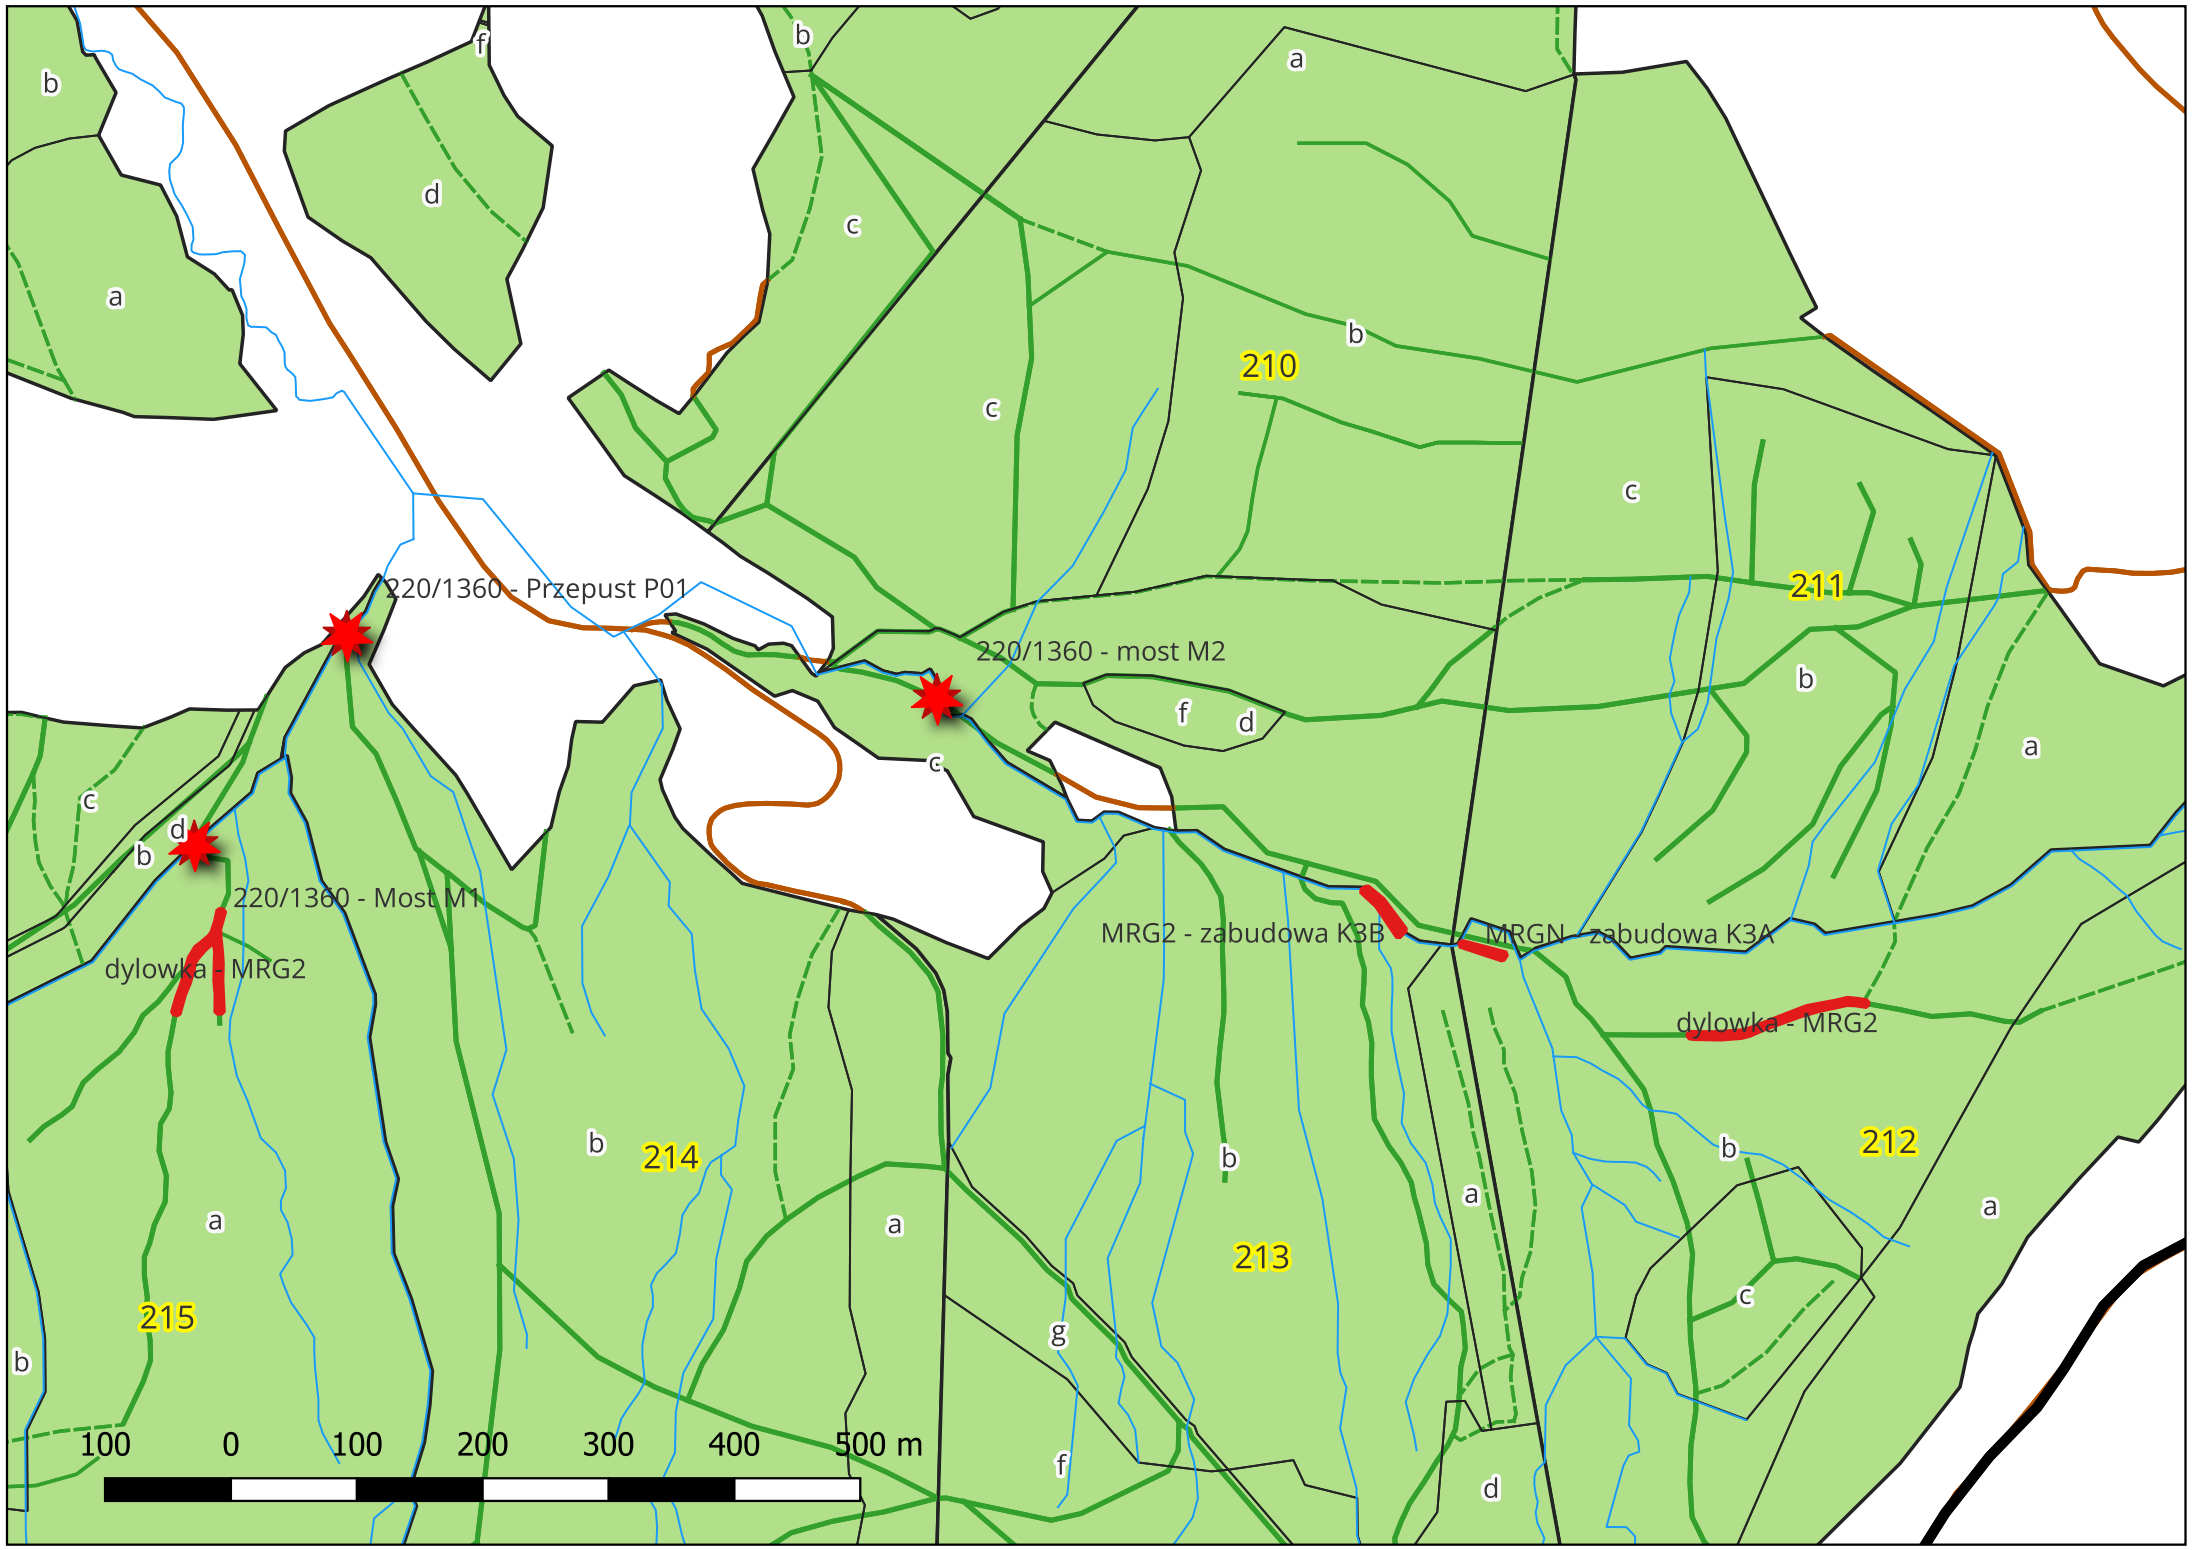 f
b
a
b
d
c
a
b
210
c
c
220/1360 - Przepust P01
211
220/1360 - most M2
b
f
d
a
c
c
d
b
220/1360 - Most M1
MRG2 - zabudowa K3B
MRGN - zabudowa K3A
dylowka - MRG2
dylowka - MRG2
b
214
b
212
b
a
a
a
a
213
c
215
g
b
100 0 100 200 300 400 500 m
f
d